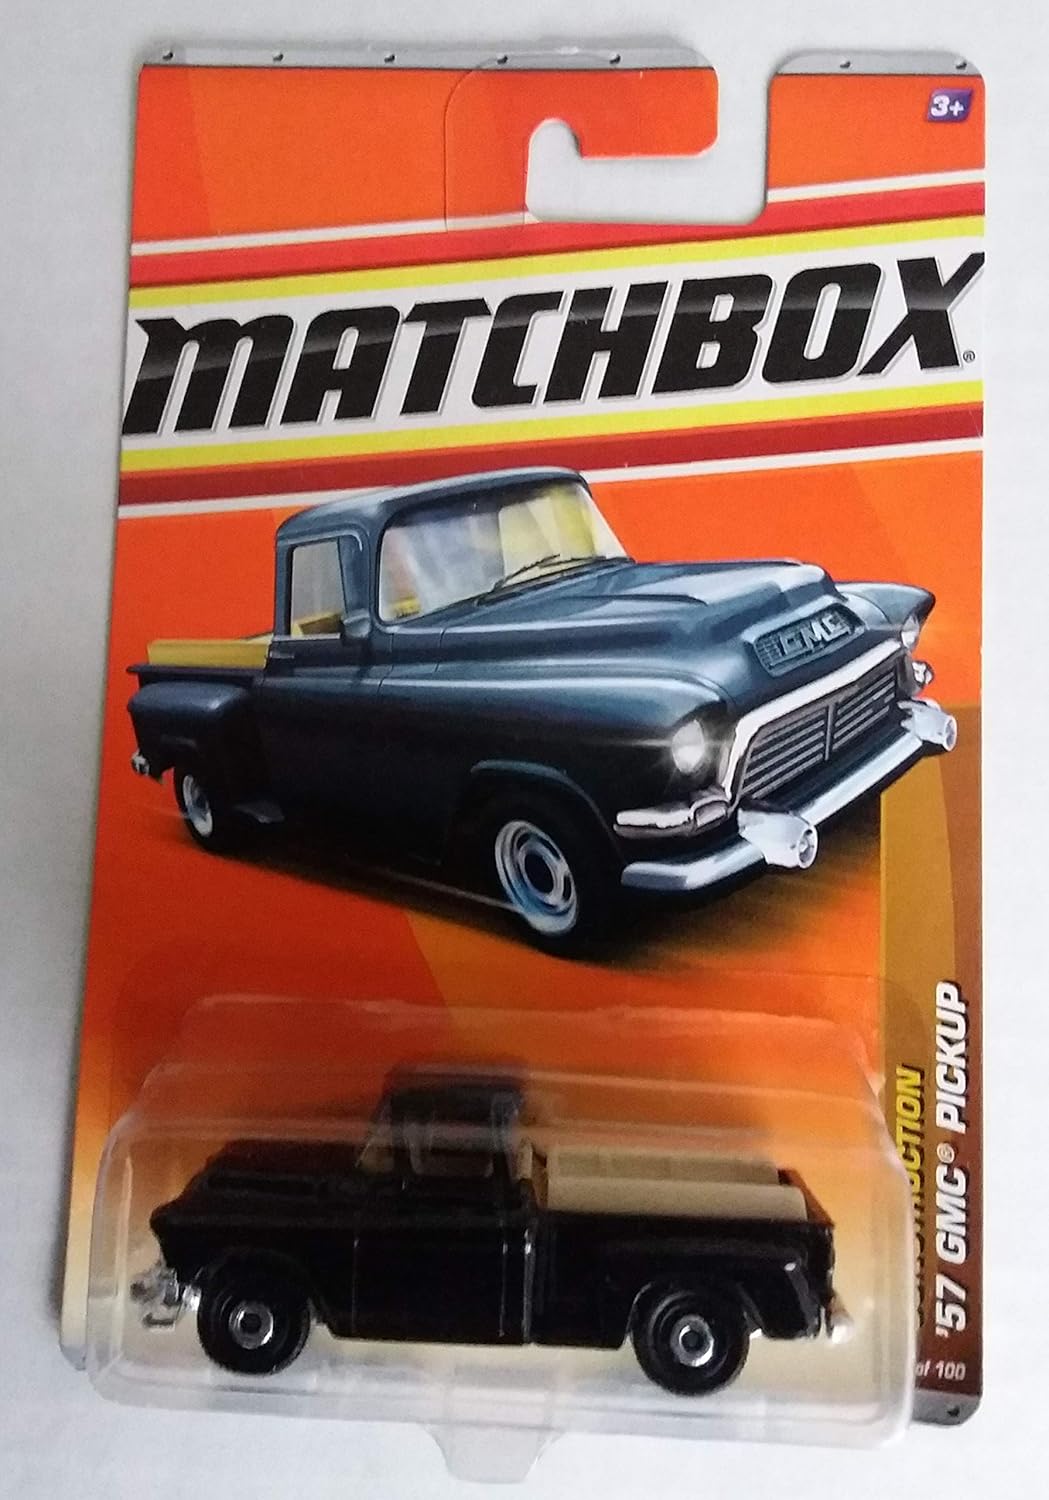 3+
MATCHBOX®
GMC
'57 GMC® PICKUP
of 100